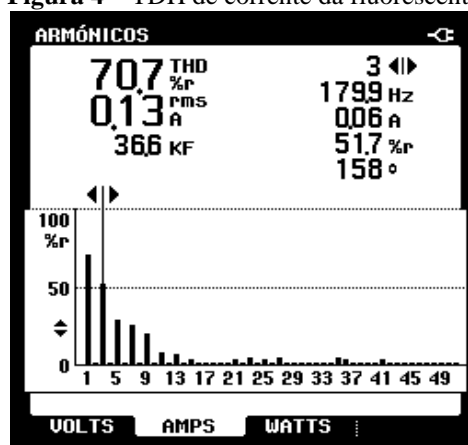 Figura 4 – TDH de corrente da fluorescent
ARMÓNICOS
70.7 THD %r
0.13 rms A
36.6 KF
3
179.9 Hz
0.06 A
51.7 %r
158 °
100
%r
50
0
1 5 9 13 17 21 25 29 33 37 41 45 49
VOLTS AMPS WATTS